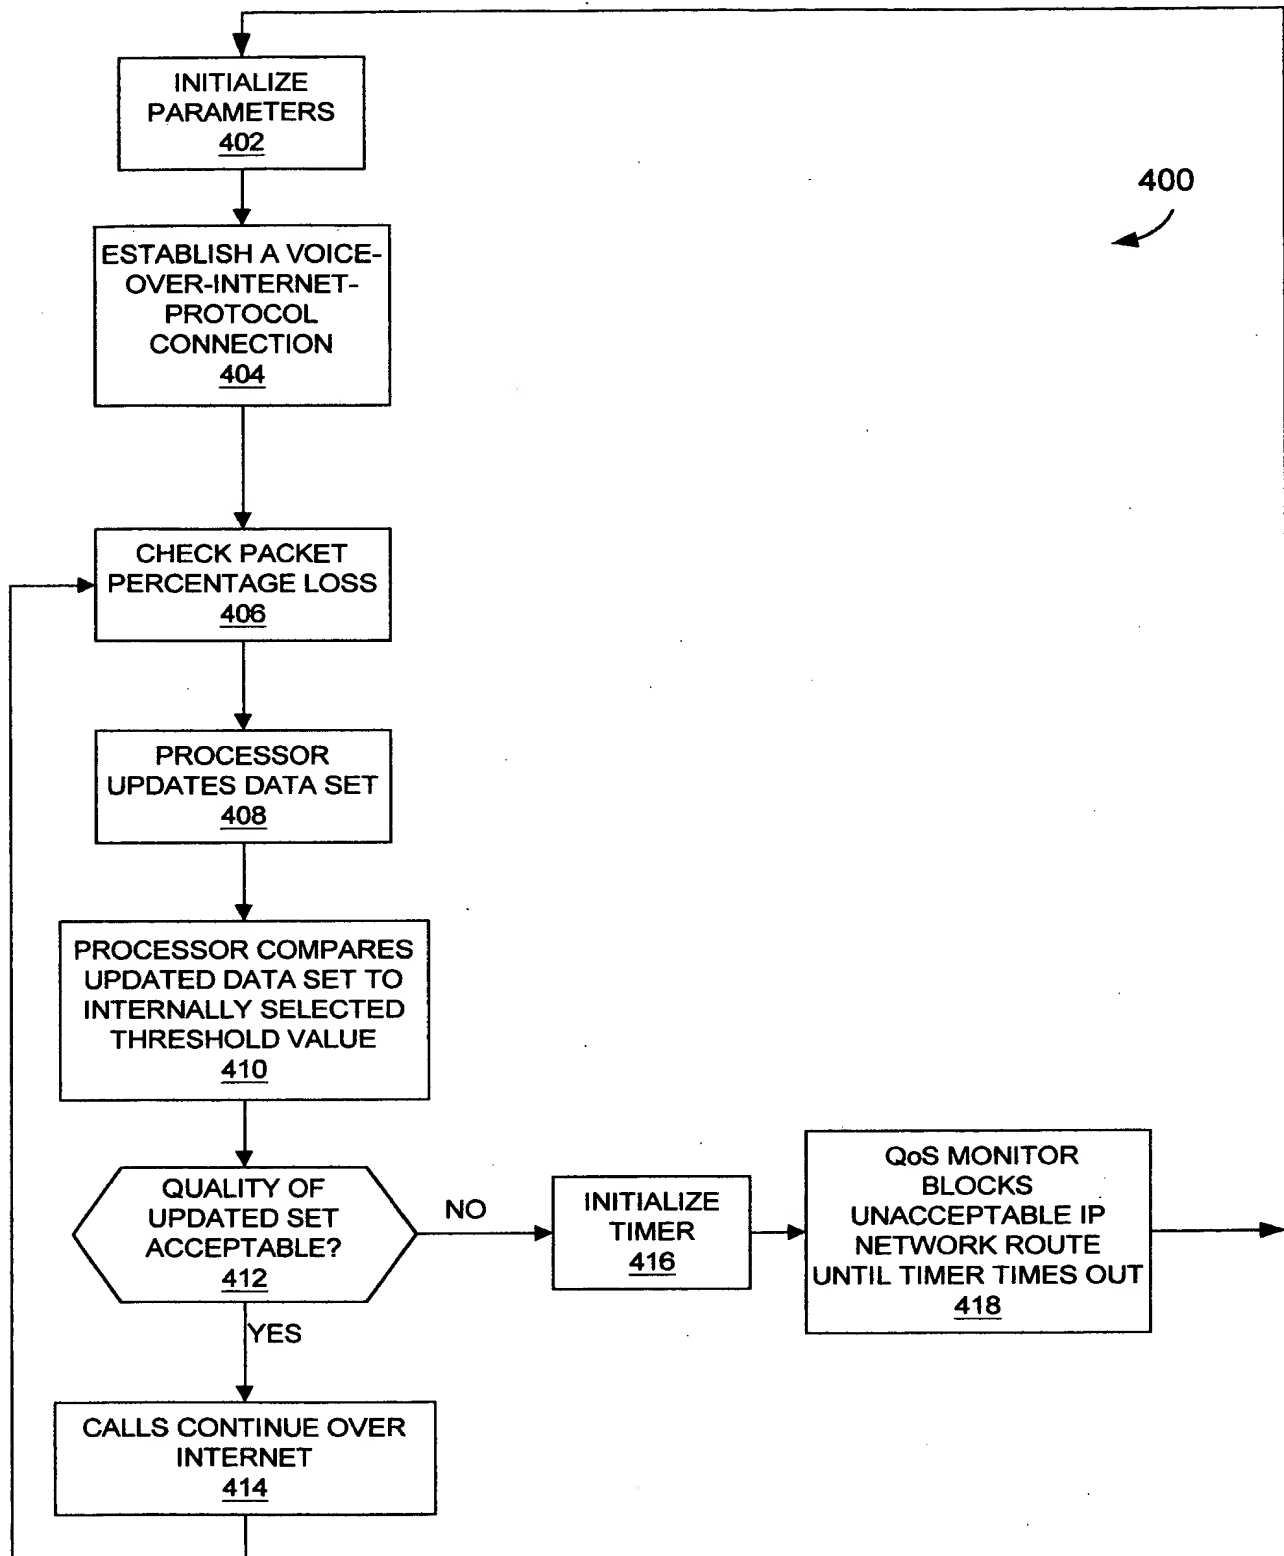 INITIALIZE
PARAMETERS
402
400
ESTABLISH A VOICE-
OVER-INTERNET-
PROTOCOL
CONNECTION
404
CHECK PACKET
PERCENTAGE LOSS
406
PROCESSOR
UPDATES DATA SET
408
PROCESSOR COMPARES
UPDATED DATA SET TO
INTERNALLY SELECTED
THRESHOLD VALUE
410
QUALITY OF
UPDATED SET
ACCEPTABLE?
412
NO
INITIALIZE
TIMER
416
QoS MONITOR
BLOCKS
UNACCEPTABLE IP
NETWORK ROUTE
UNTIL TIMER TIMES OUT
418
YES
CALLS CONTINUE OVER
INTERNET
414